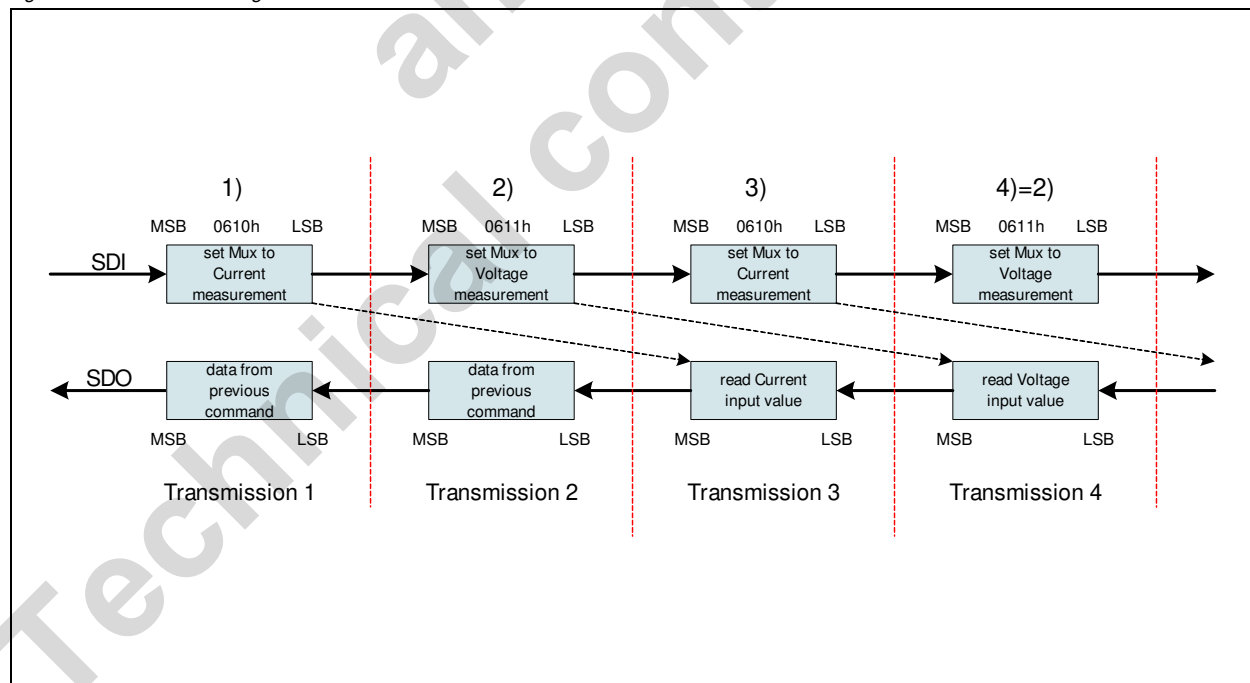 1)
2)
3)
4)=2)
MSB 0610h LSB
MSB 0611h LSB
MSB 0610h LSB
MSB 0611h LSB
SDI
set Mux to
Current
measurement
set Mux to
Voltage
measurement
set Mux to
Current
measurement
set Mux to
Voltage
measurement
SDO
data from
previous
command
data from
previous
command
read Current
input value
read Voltage
input value
MSB LSB
MSB LSB
MSB LSB
MSB LSB
Transmission 1
Transmission 2
Transmission 3
Transmission 4
Technical